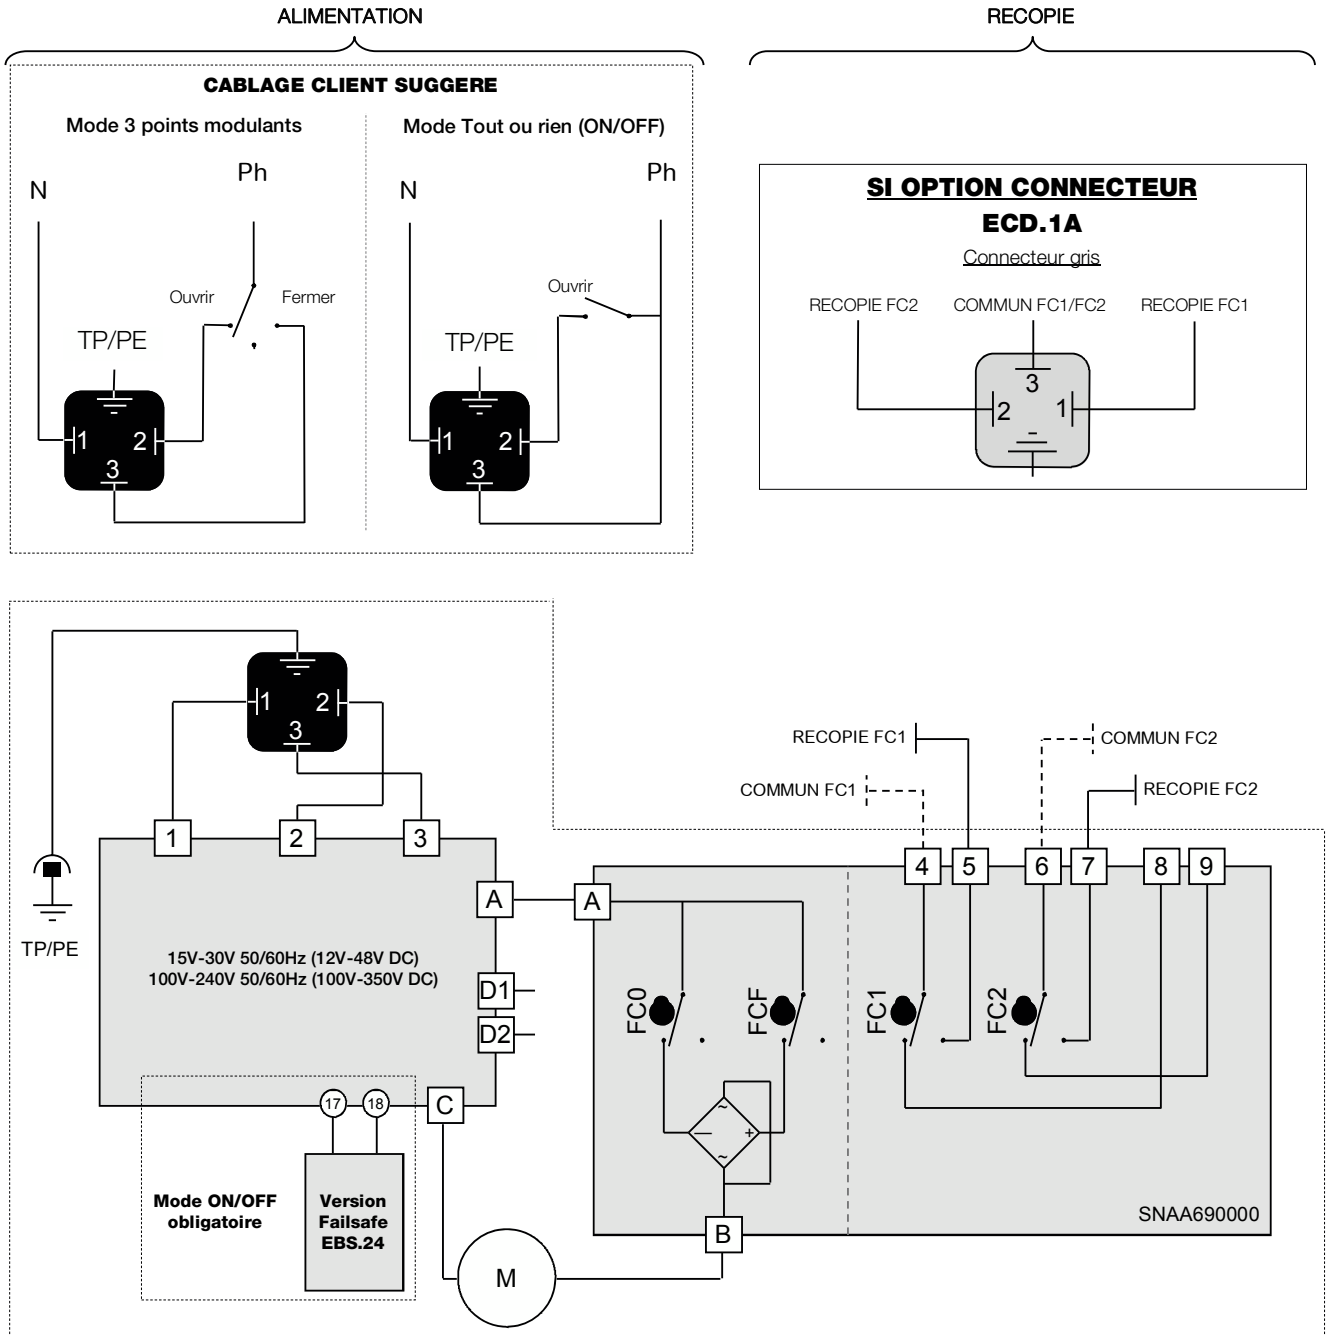 ALIMENTATION
RECOPIE
CABLAGE CLIENT SUGGERE
Mode 3 points modulants
Mode Tout ou rien (ON/OFF)
N
Ph
Ouvrir
Fermer
TP/PE
1
2
3
N
Ph
Ouvrir
TP/PE
1
2
3
SI OPTION CONNECTEUR
ECD.1A
Connecteur gris
RECOPIE FC2
COMMUN FC1/FC2
RECOPIE FC1
3
2
1
1
2
3
RECOPIE FC1
COMMUN FC2
COMMUN FC1
RECOPIE FC2
1
2
3
4
5
6
7
8
9
TP/PE
A
A
15V-30V 50/60Hz (12V-48V DC)
100V-240V 50/60Hz (100V-350V DC)
D1
D2
FC0
FCF
FC1
FC2
17
18
C
~
—
+
~
Mode ON/OFF
obligatoire
Version
Failsafe
EBS.24
B
SNAA690000
M